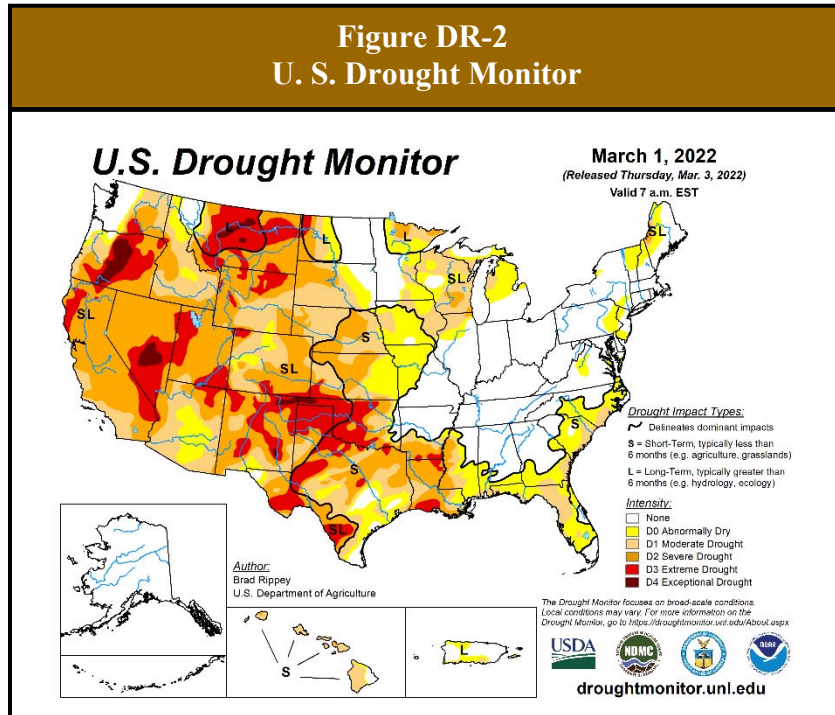 Figure DR-2
U. S. Drought Monitor
U.S. Drought Monitor
March 1, 2022
(Released Thursday, Mar. 3, 2022)
Valid 7 a.m. EST
L
L
L
SL
SL
SL
S
SL
S
S
SL
Drought Impact Types:
Delineates dominant impacts
S = Short-Term, typically less than
6 months (e.g. agriculture, grasslands)
L = Long-Term, typically greater than
6 months (e.g. hydrology, ecology)
Intensity:
None
D0 Abnormally Dry
D1 Moderate Drought
D2 Severe Drought
D3 Extreme Drought
D4 Exceptional Drought
Author:
Brad Rippey
U.S. Department of Agriculture
S
L
The Drought Monitor focuses on broad-scale conditions.
Local conditions may vary. For more information on the
Drought Monitor, go to https://droughtmonitor.unl.edu/About.aspx
USDA
NDMC
NOAA
droughtmonitor.unl.edu